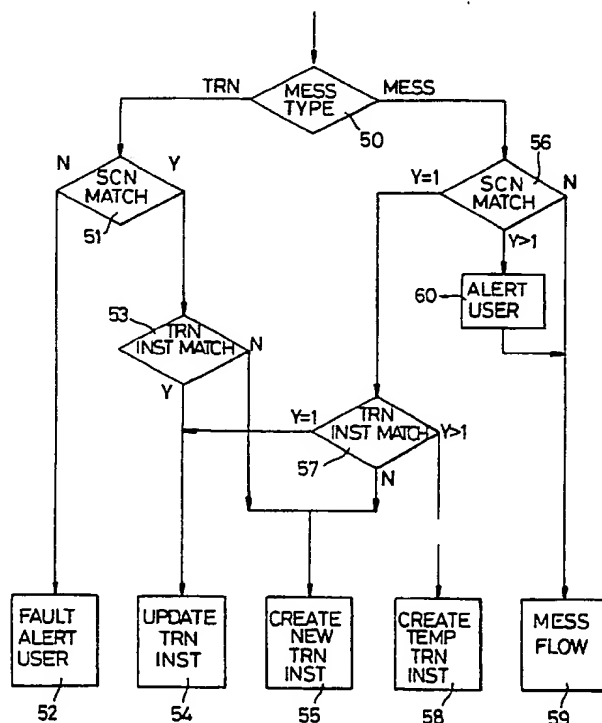 TRN
MESS
TYPE
MESS
50
N
SCN
MATCH
Y
51
Y=1
SCN
MATCH
N
56
Y>1
60
ALERT
USER
53
TRN
INST MATCH
N
Y
Y=1
TRN
INST MATCH
Y>1
57
N
FAULT
ALERT
USER
52
UPDATE
TRN
INST
54
CREATE
NEW
TRN
INST
55
CREATE
TEMP
TRN
INST
58
MESS
FLOW
59